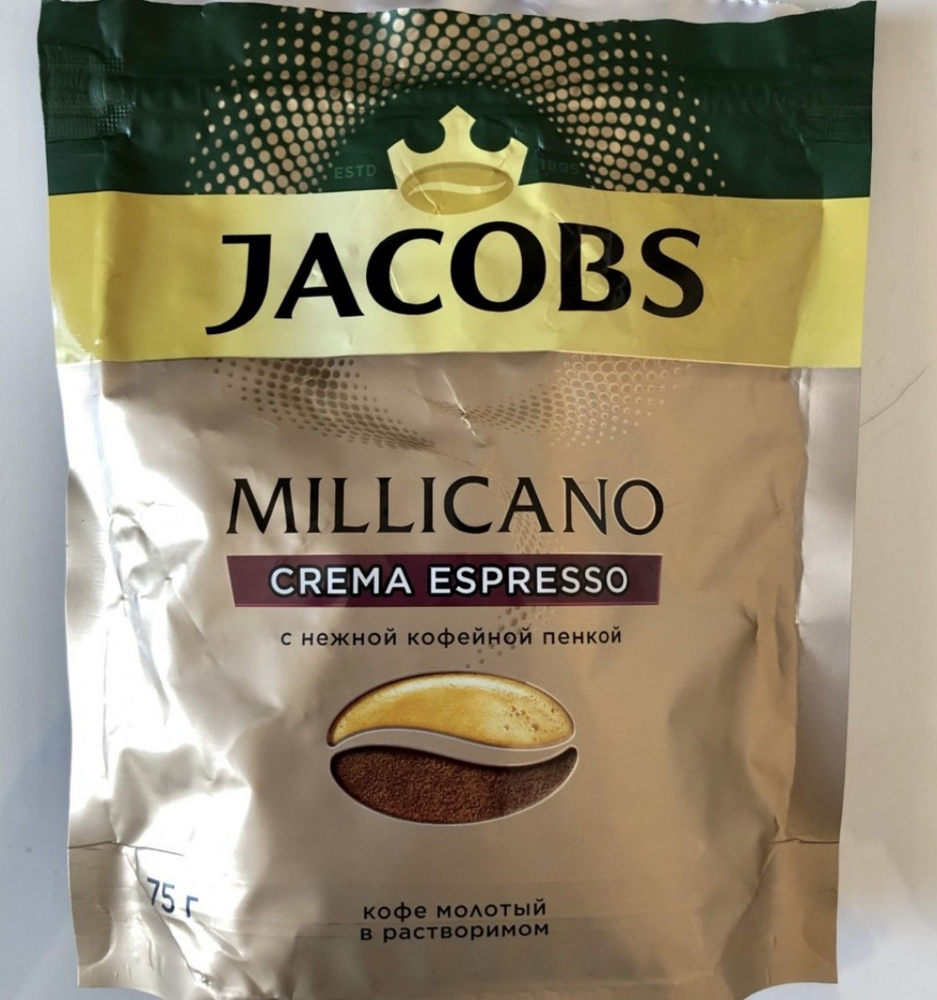 ESTD 1895
JACOBS
MILLICANO
CREMA ESPRESSO
с нежной кофейной пенкой
75 г
кофе молотый
в растворимом